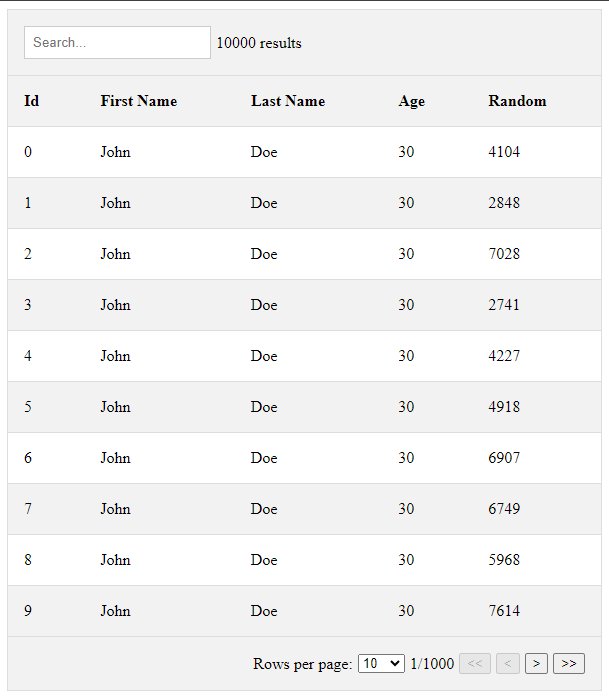 Search... 10000 results
Id First Name Last Name Age Random
0 John Doe 30 4104
1 John Doe 30 2848
2 John Doe 30 7028
3 John Doe 30 2741
4 John Doe 30 4227
5 John Doe 30 4918
6 John Doe 30 6907
7 John Doe 30 6749
8 John Doe 30 5968
9 John Doe 30 7614
Rows per page: 10 1/1000 << < > >>